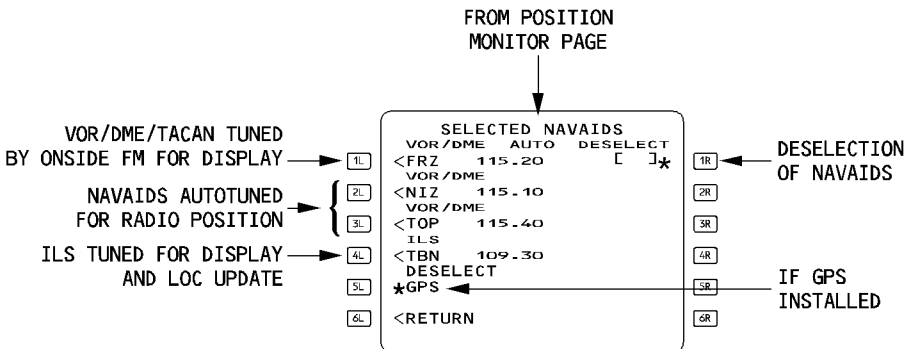 FROM POSITION
MONITOR PAGE
SELECTED NAVAIDS
VOR/DME AUTO DESELECT
VOR/DME/TACAN TUNED
BY ONSIDE FM FOR DISPLAY
1L
<FRZ 115.20 [ ]*
1R
DESELECTION
OF NAVAIDS
VOR/DME
NAVAIDS AUTOTUNED
FOR RADIO POSITION
2L
<NIZ 115.10
2R
VOR/DME
3L
<TOP 115.40
3R
ILS
ILS TUNED FOR DISPLAY
AND LOC UPDATE
4L
<TBN 109.30
4R
DESELECT
5L
*GPS
5R
IF GPS
INSTALLED
6L
<RETURN
6R